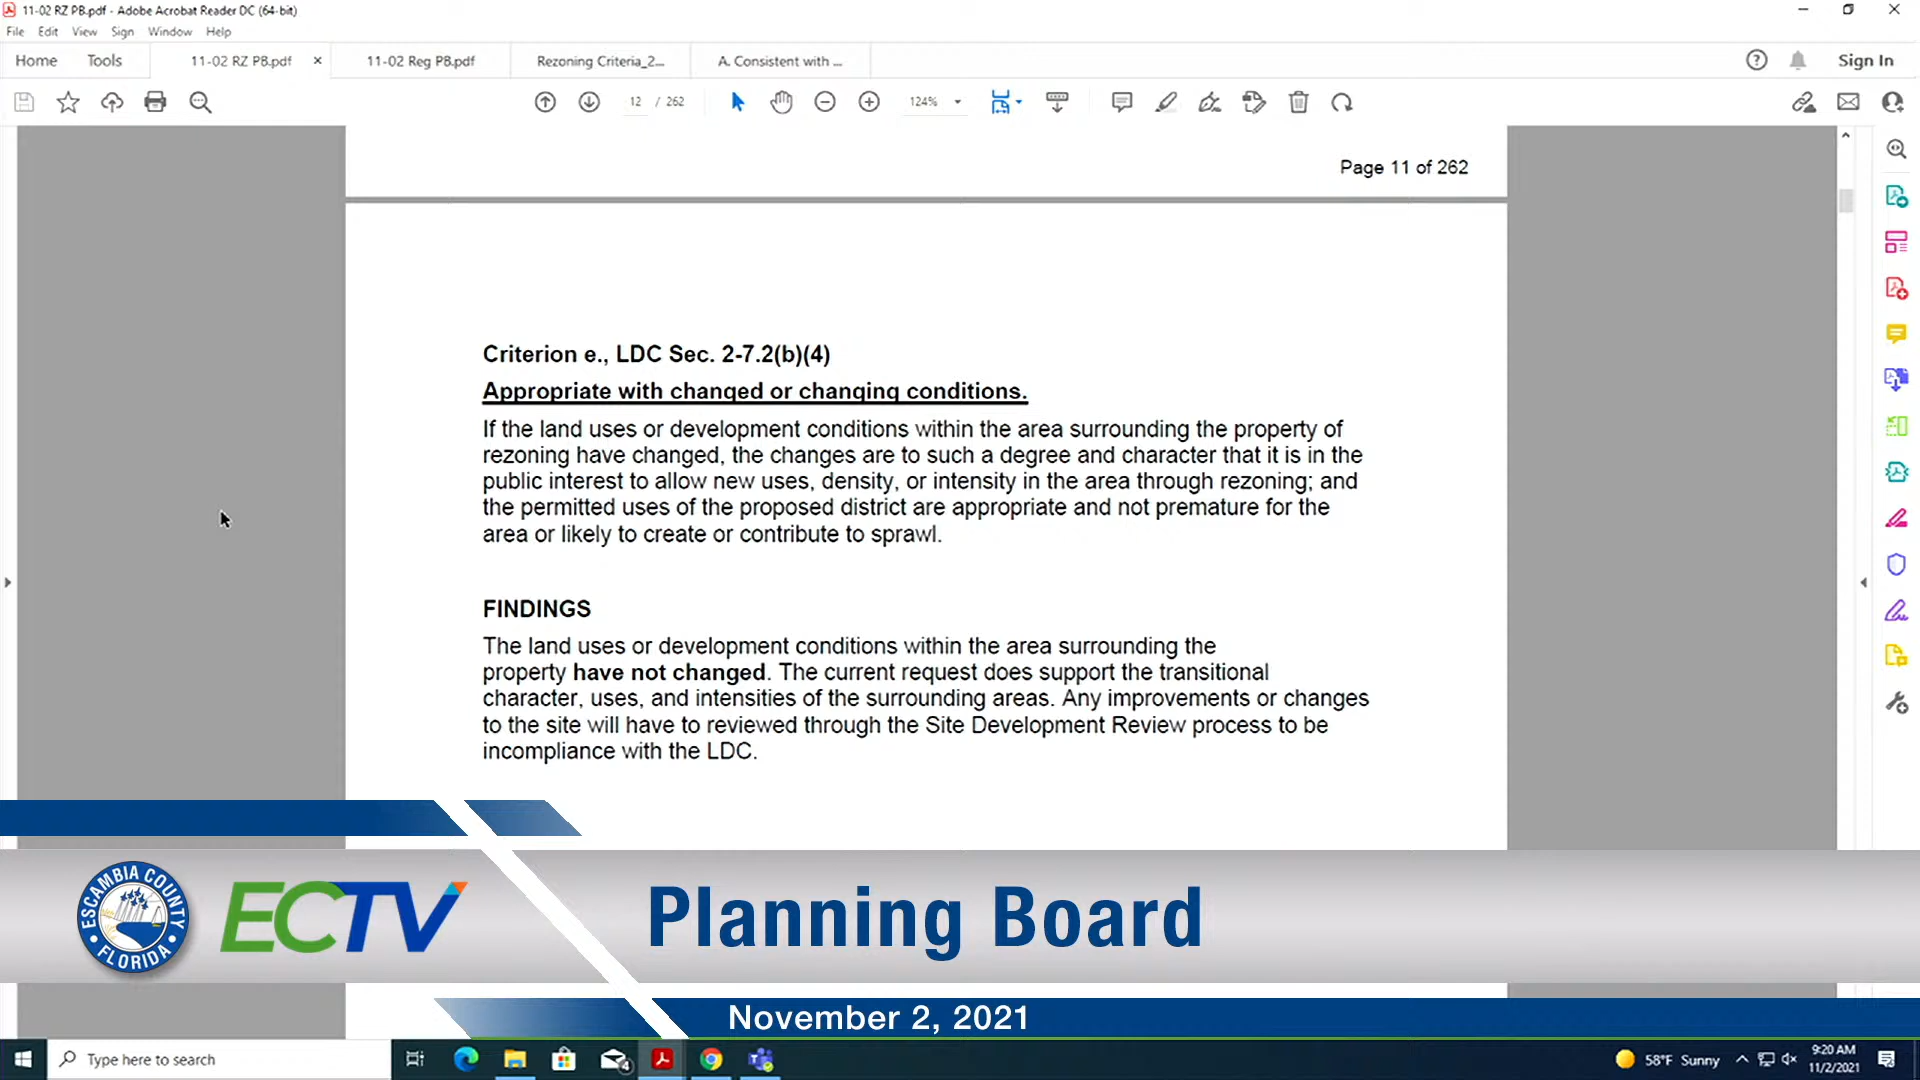 11-02 RZ PB.pdf - Adobe Acrobat Reader DC (64-bit)
File Edit View Sign Window Help
Home Tools 11-02 RZ PB.pdf × 11-02 Reg PB.pdf Rezoning Criteria_2... A. Consistent with ... Sign In
12 / 262 124%
Page 11 of 262
Criterion e., LDC Sec. 2-7.2(b)(4)
Appropriate with changed or changing conditions.
If the land uses or development conditions within the area surrounding the property of
rezoning have changed, the changes are to such a degree and character that it is in the
public interest to allow new uses, density, or intensity in the area through rezoning; and
the permitted uses of the proposed district are appropriate and not premature for the
area or likely to create or contribute to sprawl.
FINDINGS
The land uses or development conditions within the area surrounding the
property have not changed. The current request does support the transitional
character, uses, and intensities of the surrounding areas. Any improvements or changes
to the site will have to reviewed through the Site Development Review process to be
incompliance with the LDC.
ESCAMBIA COUNTY
FLORIDA
ECTV
Planning Board
November 2, 2021
Type here to search
4
58°F Sunny
9:20 AM
11/2/2021